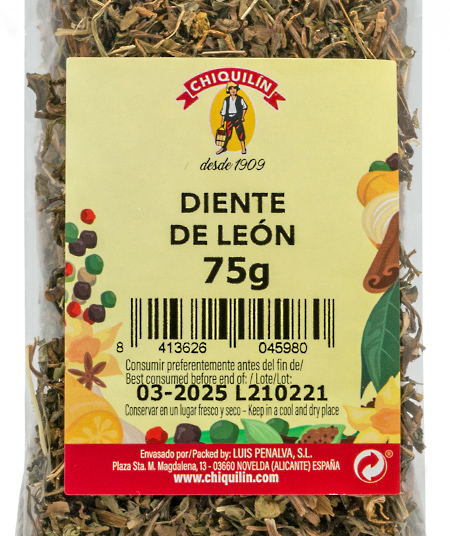 CHIQUILÍN
desde 1909
DIENTE
DE LEÓN
75g
8 413626 045980
Consumir preferentemente antes del fin de/
Best consumed before end of: / Lote/Lot:
03-2025 L210221
Conservar en un lugar fresco y seco - Keep in a cool and dry place
Envasado por/Packed by: LUIS PENALVA, S.L.
Plaza Sta. M. Magdalena, 13 - 03660 NOVELDA (ALICANTE) ESPAÑA
www.chiquilin.com
®